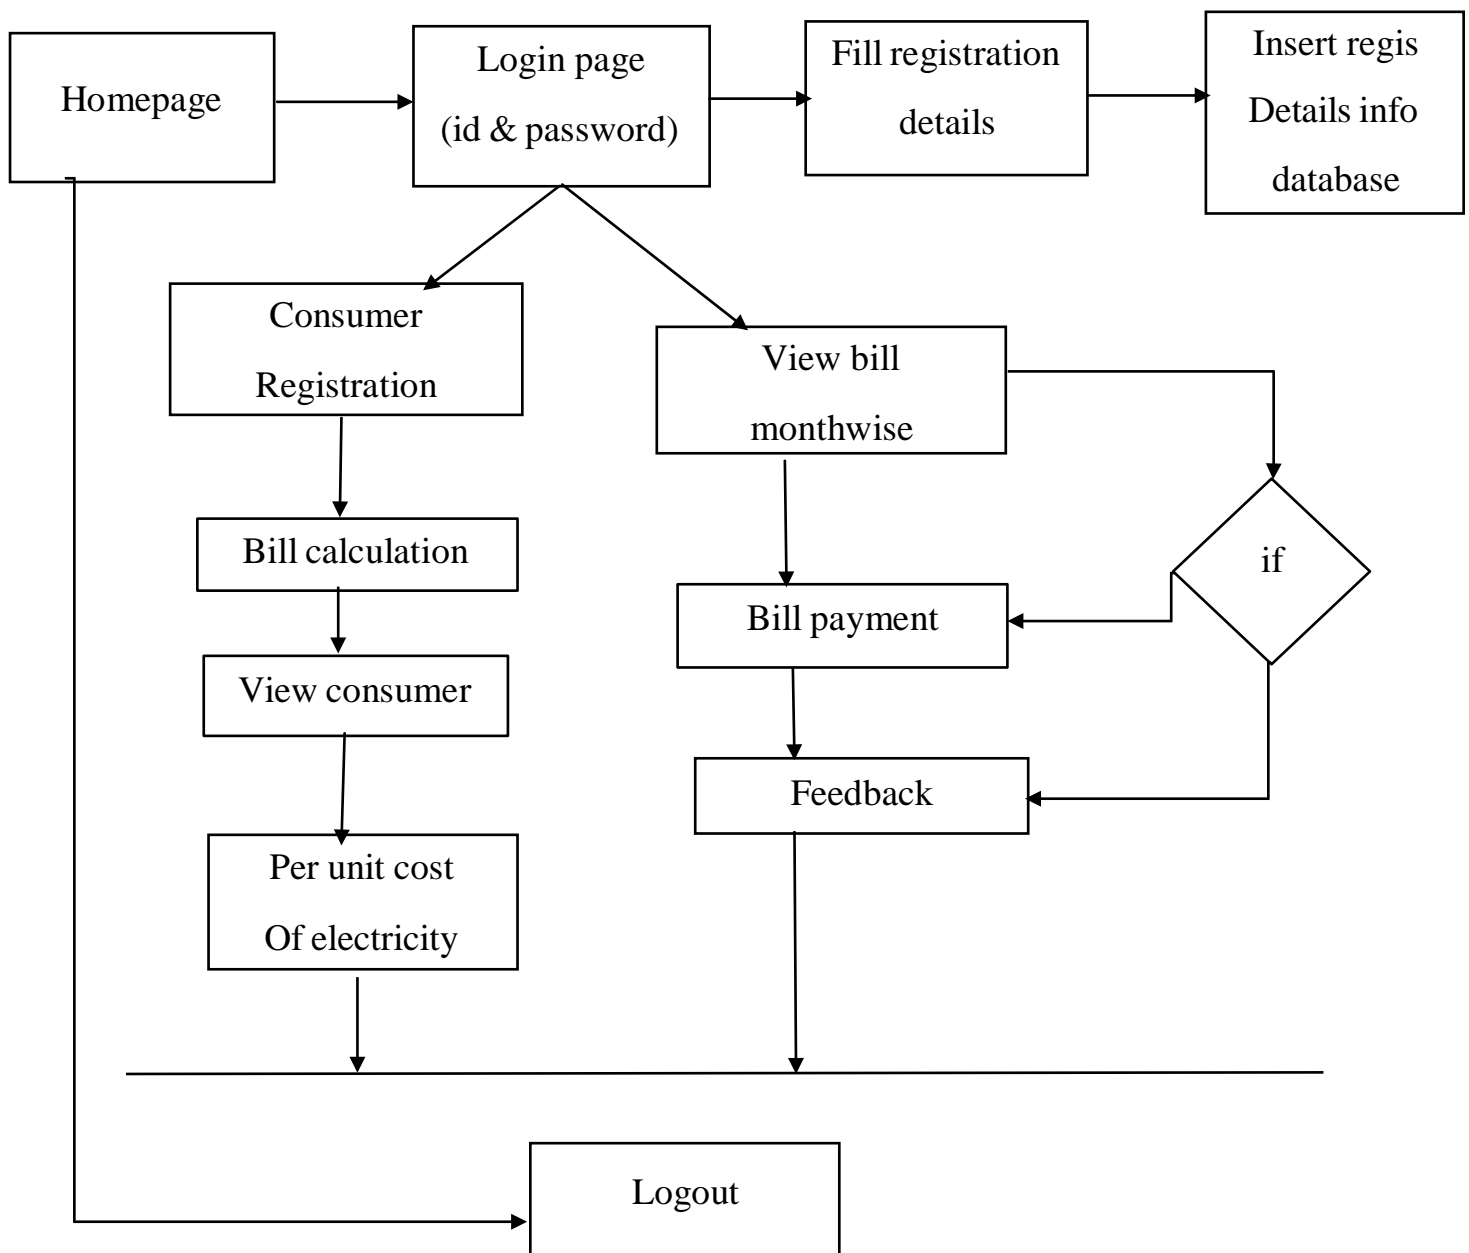 Homepage
Login page
(id & password)
Fill registration
details
Insert regis
Details info
database
Consumer
Registration
View bill
monthwise
Bill calculation
if
Bill payment
View consumer
Feedback
Per unit cost
Of electricity
Logout